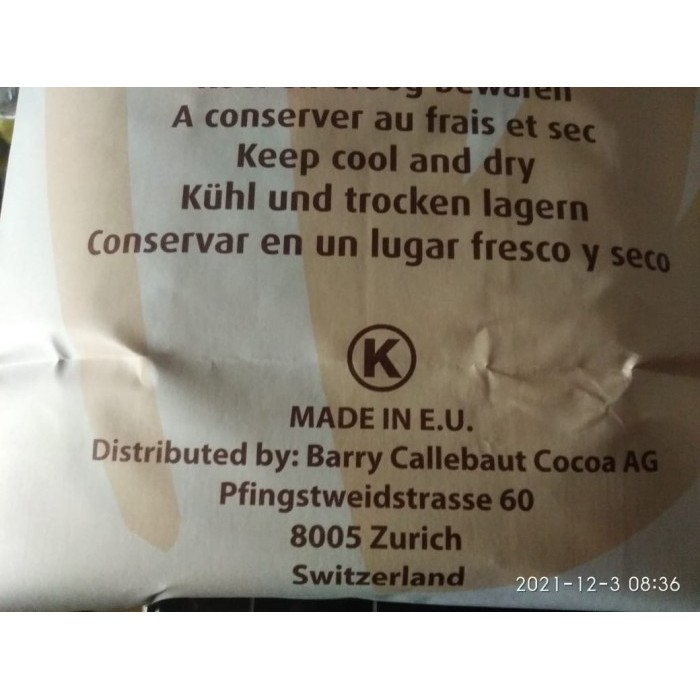 A conserver au frais et sec
Keep cool and dry
Kühl und trocken lagern
Conservar en un lugar fresco y seco
K
MADE IN E.U.
Distributed by: Barry Callebaut Cocoa AG
Pfingstweidstrasse 60
8005 Zurich
Switzerland
2021-12-3 08:36